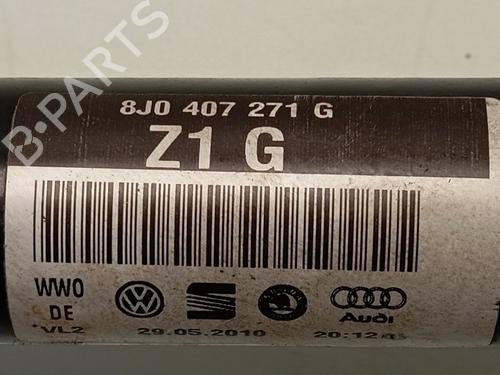 8J0 407 271 G
Z1 G
WWO
DE
VL2
29.05.2010
Audi
B-PARTS